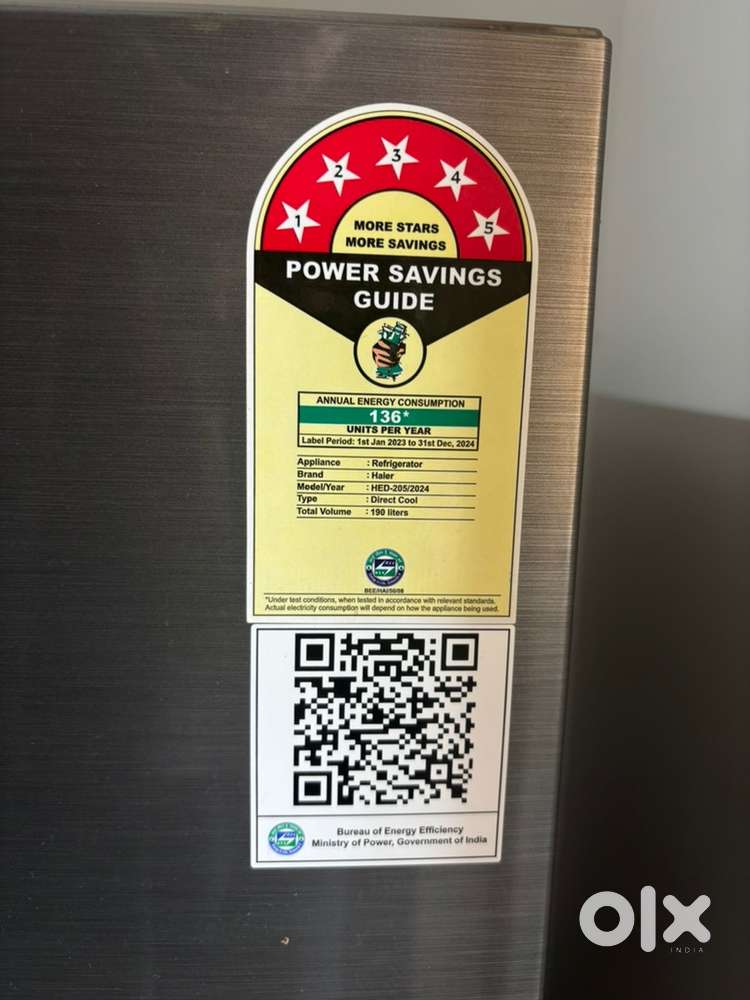 1 2 3 4 5
MORE STARS
MORE SAVINGS
POWER SAVINGS
GUIDE
ANNUAL ENERGY CONSUMPTION
136*
UNITS PER YEAR
Label Period: 1st Jan 2023 to 31st Dec, 2024
Appliance : Refrigerator
Brand : Haier
Model/Year : HED-205/2024
Type : Direct Cool
Total Volume : 190 liters
BEE/HAI/50/08
*Under test conditions, when tested in accordance with relevant standards.
Actual electricity consumption will depend on how the appliance being used.
Bureau of Energy Efficiency
Ministry of Power, Government of India
olx
INDIA